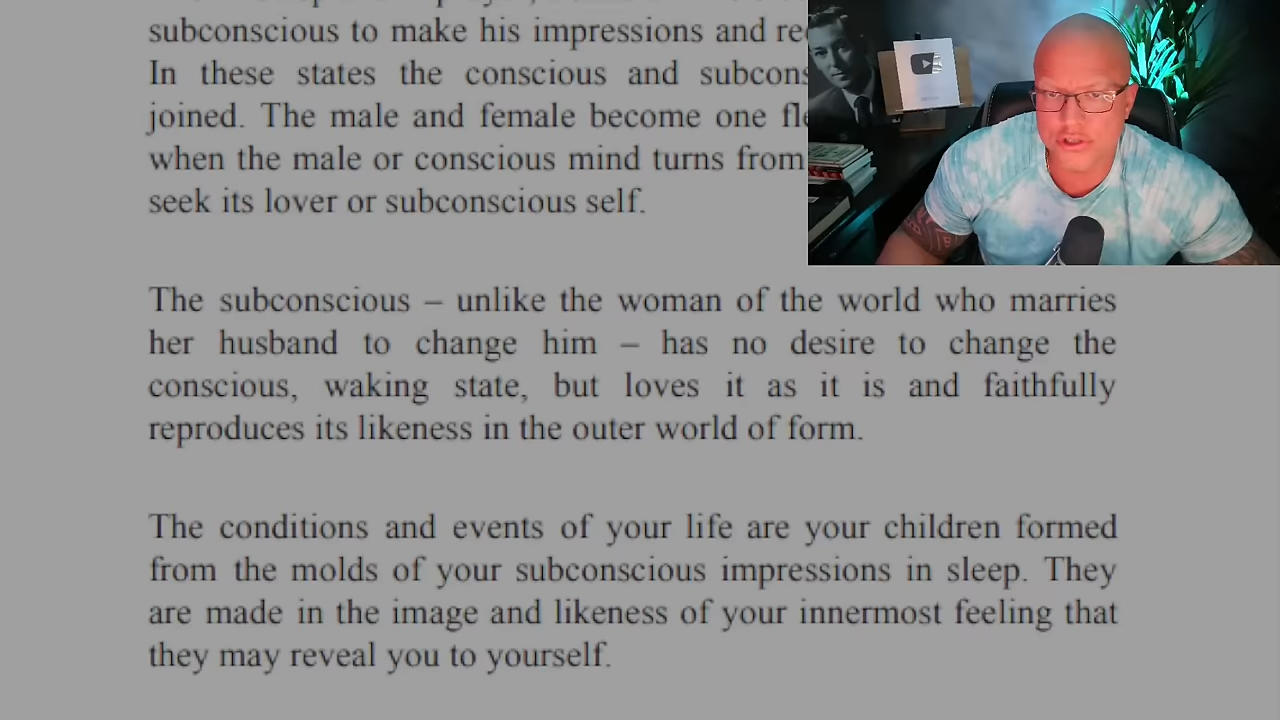 subconscious to make his impressions and
In these states the conscious and
joined. The male and female become one
when the male or conscious mind turns from
seek its lover or subconscious self.
The subconscious – unlike the woman of the world who marries
her husband to change him – has no desire to change the
conscious, waking state, but loves it as it is and faithfully
reproduces its likeness in the outer world of form.
The conditions and events of your life are your children formed
from the molds of your subconscious impressions in sleep. They
are made in the image and likeness of your innermost feeling that
they may reveal you to yourself.